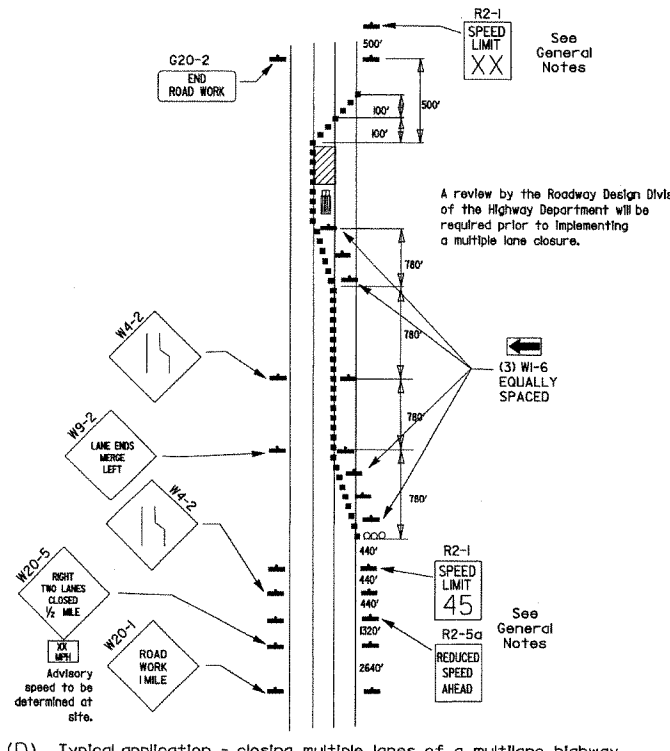 R2-1
SPEED
LIMIT
XX
See
General
Notes
500'
G20-2
END
ROAD WORK
100'
500'
100'
A review by the Roadway Design Divis
of the Highway Department will be
required prior to implementing
a multiple lane closure.
780'
780'
W4-2
(3) W1-6
EQUALLY
SPACED
780'
W9-2
LANE ENDS
MERGE
LEFT
780'
W4-2
440'
R2-1
SPEED
LIMIT
45
440'
W20-5
RIGHT
TWO LANES
CLOSED
1/2 MILE
440'
See
General
Notes
1320'
R2-5a
REDUCED
SPEED
AHEAD
XX
MPH
W20-1
ROAD
WORK
1 MILE
2640'
Advisory
speed to be
determined at
site.
(D) Typical application - closing multiple lanes of a multilane highway